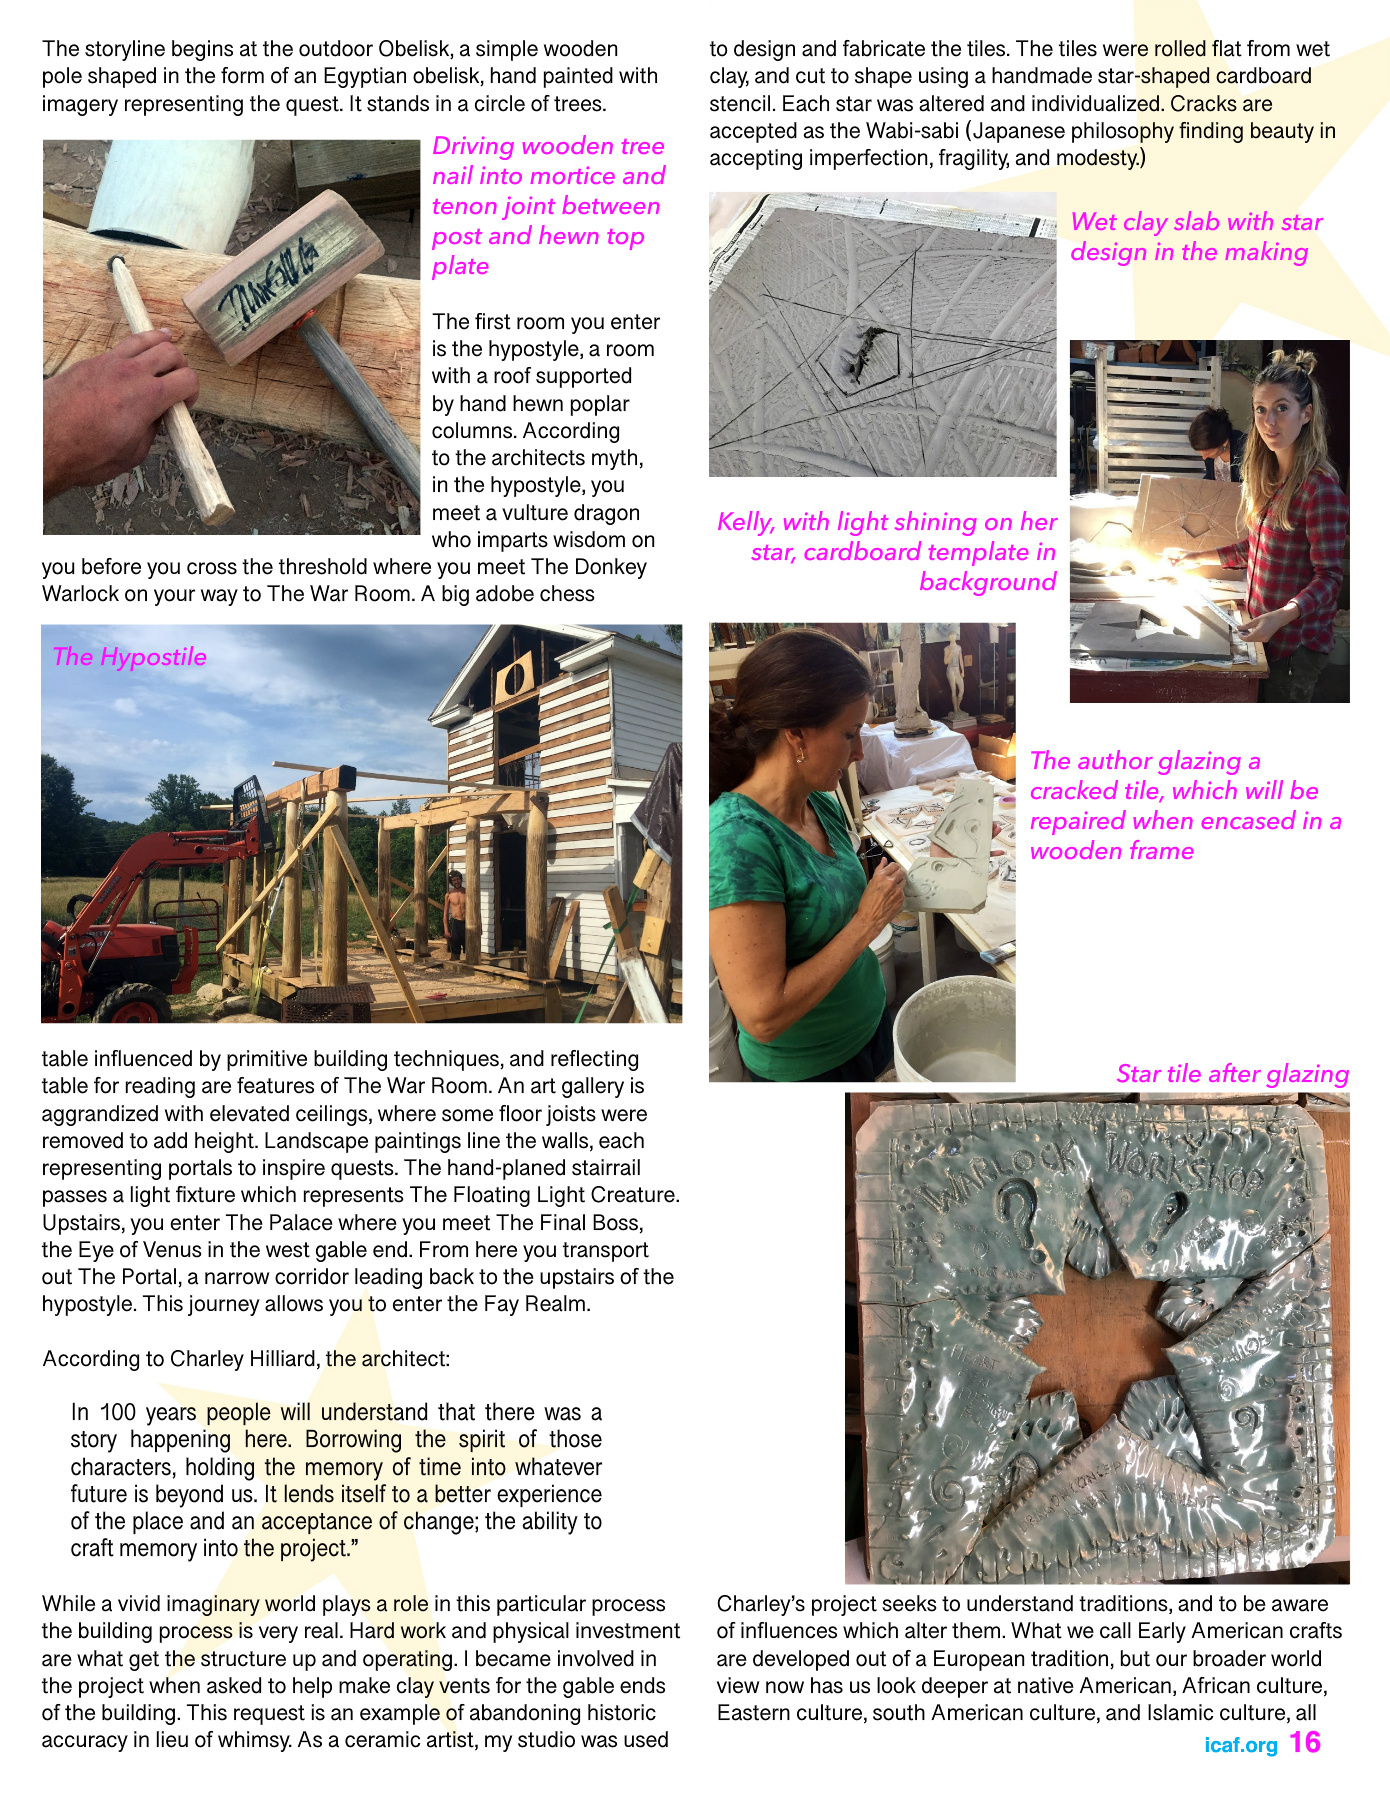 The storyline begins at the outdoor Obelisk, a simple wooden
pole shaped in the form of an Egyptian obelisk, hand painted with
imagery representing the quest. It stands in a circle of trees.
Driving wooden tree
nail into mortice and
tenon joint between
post and hewn top
plate
The first room you enter
is the hypostyle, a room
with a roof supported
by hand hewn poplar
columns. According
to the architects myth,
in the hypostyle, you
meet a vulture dragon
who imparts wisdom on
you before you cross the threshold where you meet The Donkey
Warlock on your way to The War Room. A big adobe chess
The Hypostile
table influenced by primitive building techniques, and reflecting
table for reading are features of The War Room. An art gallery is
aggrandized with elevated ceilings, where some floor joists were
removed to add height. Landscape paintings line the walls, each
representing portals to inspire quests. The hand-planed stairrail
passes a light fixture which represents The Floating Light Creature.
Upstairs, you enter The Palace where you meet The Final Boss,
the Eye of Venus in the west gable end. From here you transport
out The Portal, a narrow corridor leading back to the upstairs of the
hypostyle. This journey allows you to enter the Fay Realm.
According to Charley Hilliard, the architect:
In 100 years people will understand that there was a
story happening here. Borrowing the spirit of those
characters, holding the memory of time into whatever
future is beyond us. It lends itself to a better experience
of the place and an acceptance of change; the ability to
craft memory into the project.”
While a vivid imaginary world plays a role in this particular process
the building process is very real. Hard work and physical investment
are what get the structure up and operating. I became involved in
the project when asked to help make clay vents for the gable ends
of the building. This request is an example of abandoning historic
accuracy in lieu of whimsy. As a ceramic artist, my studio was used
to design and fabricate the tiles. The tiles were rolled flat from wet
clay, and cut to shape using a handmade star-shaped cardboard
stencil. Each star was altered and individualized. Cracks are
accepted as the Wabi-sabi (Japanese philosophy finding beauty in
accepting imperfection, fragility, and modesty.)
Wet clay slab with star
design in the making
Kelly, with light shining on her
star, cardboard template in
background
The author glazing a
cracked tile, which will be
repaired when encased in a
wooden frame
Star tile after glazing
WARLOCK WORKSHOP
Charley’s project seeks to understand traditions, and to be aware
of influences which alter them. What we call Early American crafts
are developed out of a European tradition, but our broader world
view now has us look deeper at native American, African culture,
Eastern culture, south American culture, and Islamic culture, all
icaf.org 16